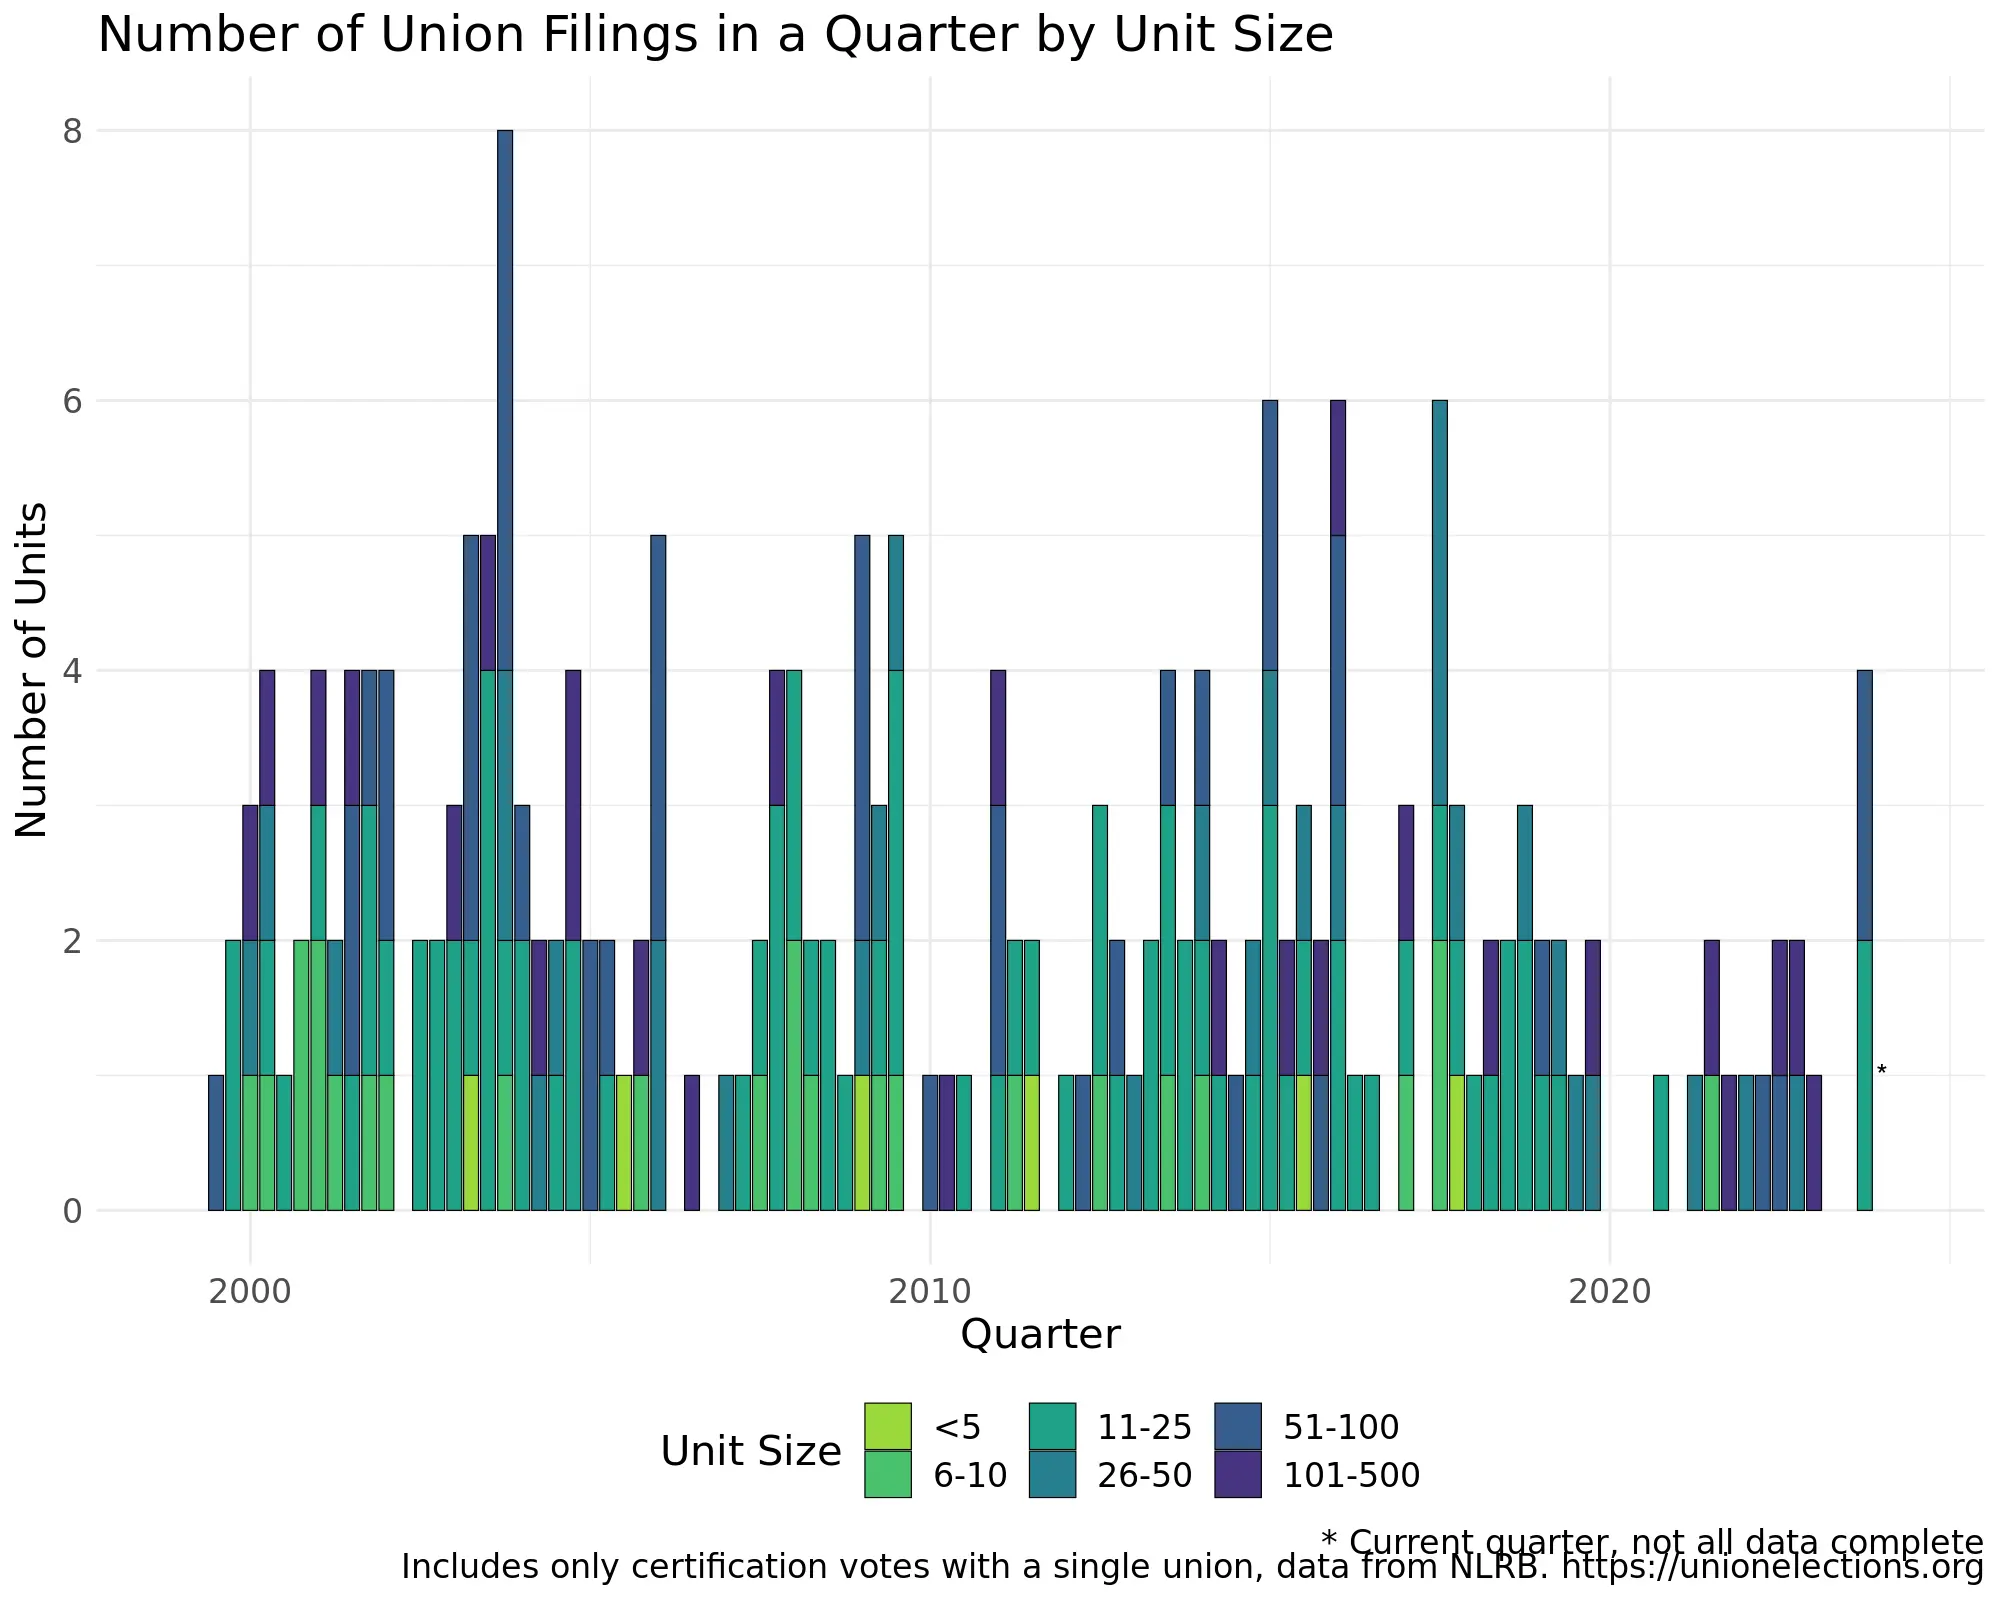 Number of Union Filings in a Quarter by Unit Size
Number of Units
8
6
4
2
0
*
2000 2010 2020
Quarter
Unit Size
<5 11-25 51-100
6-10 26-50 101-500
* Current quarter, not all data complete
Includes only certification votes with a single union, data from NLRB. https://unionelections.org